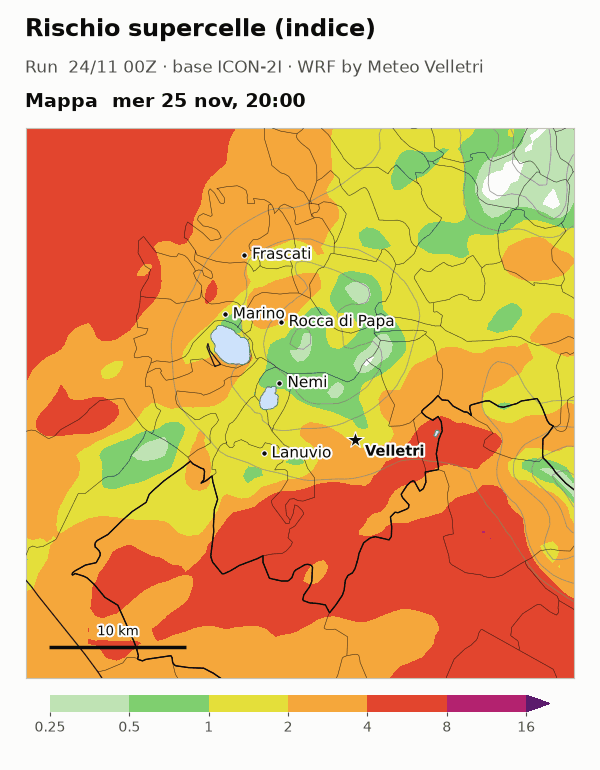 Rischio supercelle (indice)
Run  24/11 00Z · base ICON-2I · WRF by Meteo Velletri
Mappa  mer 25 nov, 20:00
Frascati
Marino
Rocca di Papa
Nemi
Velletri
Lanuvio
10 km
0.25 0.5 1 2 4 8 16